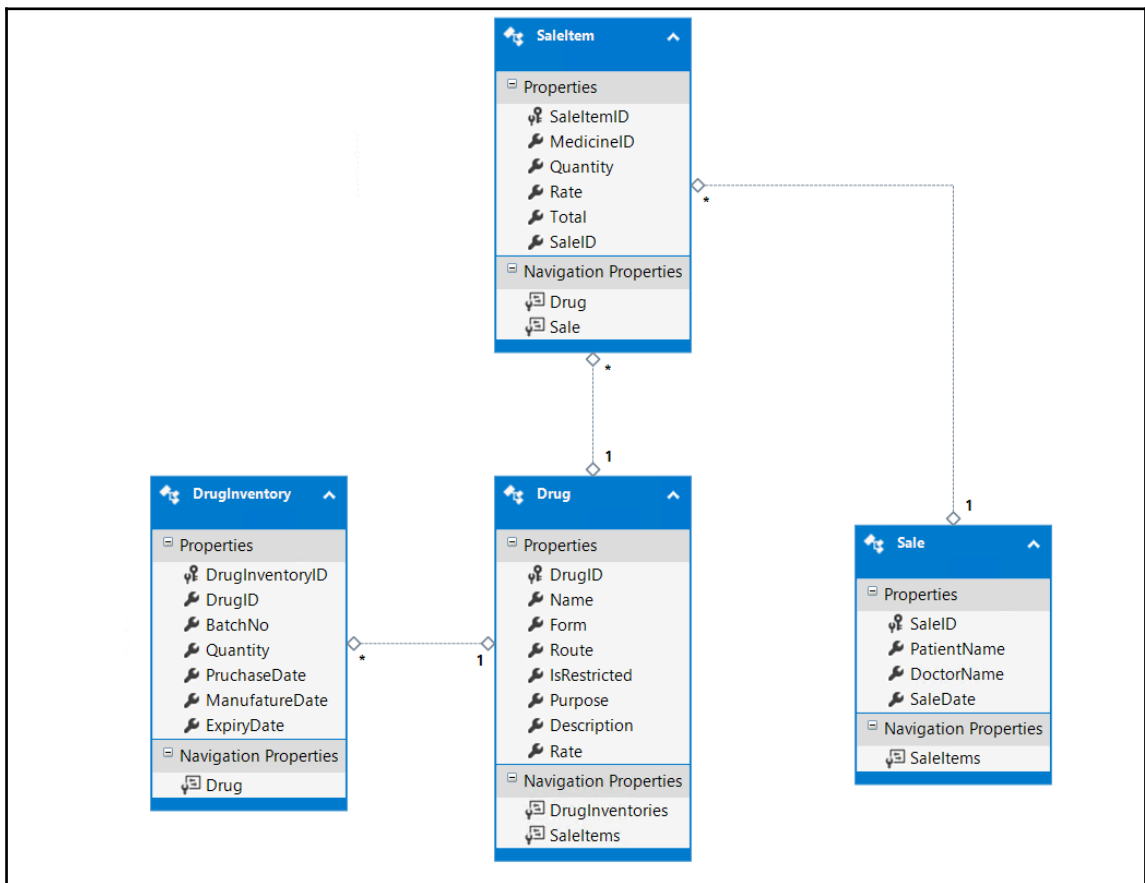 SaleItem
Properties
SaleItemID
MedicineID
Quantity
Rate
Total
SaleID
Navigation Properties
Drug
Sale
*
*
1
1
DrugInventory
Properties
DrugInventoryID
DrugID
BatchNo
Quantity
PruchaseDate
ManufatureDate
ExpiryDate
Navigation Properties
Drug
*
1
Drug
Properties
DrugID
Name
Form
Route
IsRestricted
Purpose
Description
Rate
Navigation Properties
DrugInventories
SaleItems
Sale
Properties
SaleID
PatientName
DoctorName
SaleDate
Navigation Properties
SaleItems